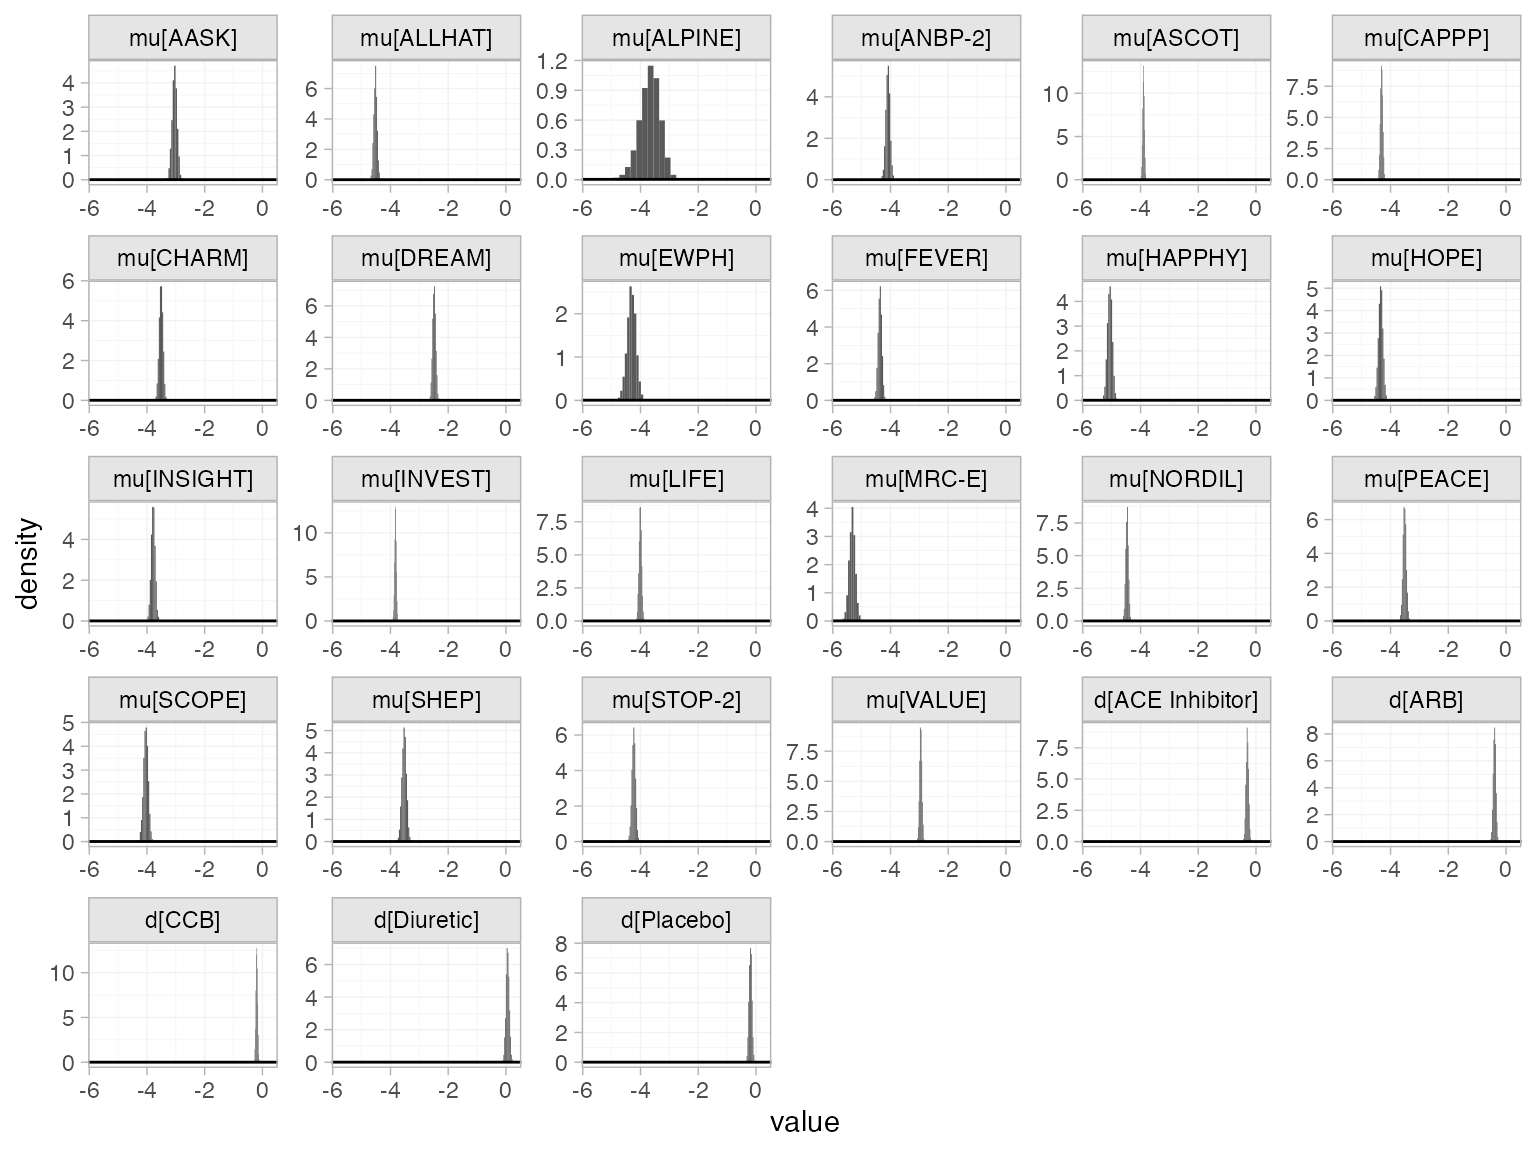 mu[AASK] mu[ALLHAT] mu[ALPINE] mu[ANBP-2] mu[ASCOT] mu[CAPPP]
4 3 2 1 0
6 4 2 0
1.2 0.9 0.6 0.3 0.0
4 2 0
10 5 0
7.5 5.0 2.5 0.0
-6 -4 -2 0 -6 -4 -2 0 -6 -4 -2 0 -6 -4 -2 0 -6 -4 -2 0 -6 -4 -2 0
mu[CHARM] mu[DREAM] mu[EWPH] mu[FEVER] mu[HAPPHY] mu[HOPE]
6 4 2 0
6 4 2 0
2 1 0
6 4 2 0
4 3 2 1 0
5 4 3 2 1 0
-6 -4 -2 0 -6 -4 -2 0 -6 -4 -2 0 -6 -4 -2 0 -6 -4 -2 0 -6 -4 -2 0
mu[INSIGHT] mu[INVEST] mu[LIFE] mu[MRC-E] mu[NORDIL] mu[PEACE]
4 2 0
10 5 0
7.5 5.0 2.5 0.0
4 3 2 1 0
7.5 5.0 2.5 0.0
6 4 2 0
-6 -4 -2 0 -6 -4 -2 0 -6 -4 -2 0 -6 -4 -2 0 -6 -4 -2 0 -6 -4 -2 0
mu[SCOPE] mu[SHEP] mu[STOP-2] mu[VALUE] d[ACE Inhibitor] d[ARB]
5 4 3 2 1 0
5 4 3 2 1 0
6 4 2 0
7.5 5.0 2.5 0.0
7.5 5.0 2.5 0.0
8 6 4 2 0
-6 -4 -2 0 -6 -4 -2 0 -6 -4 -2 0 -6 -4 -2 0 -6 -4 -2 0 -6 -4 -2 0
d[CCB] d[Diuretic] d[Placebo]
10 5 0
6 4 2 0
8 6 4 2 0
-6 -4 -2 0 -6 -4 -2 0 -6 -4 -2 0
density
value